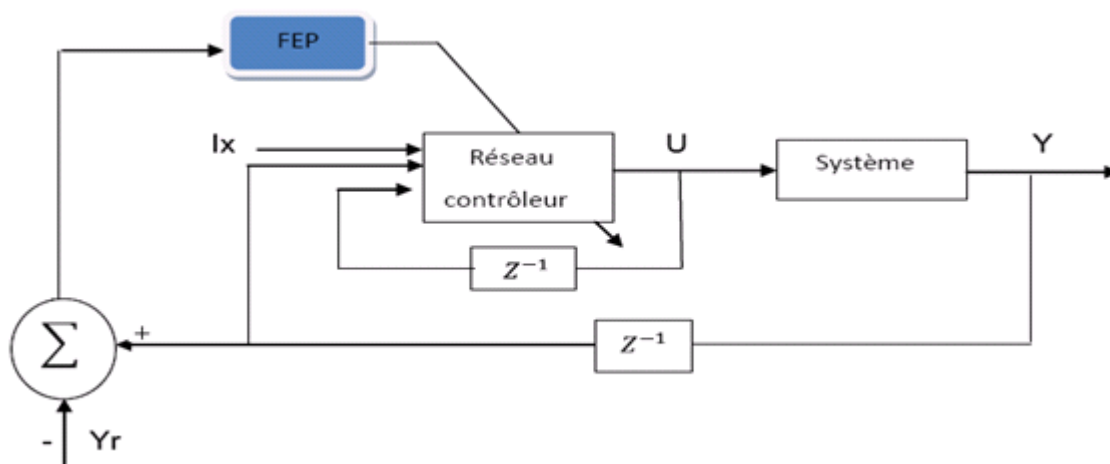 FEP
Ix
Réseau
contrôleur
U
Système
Y
Z⁻¹
∑
+
Z⁻¹
-
Yr